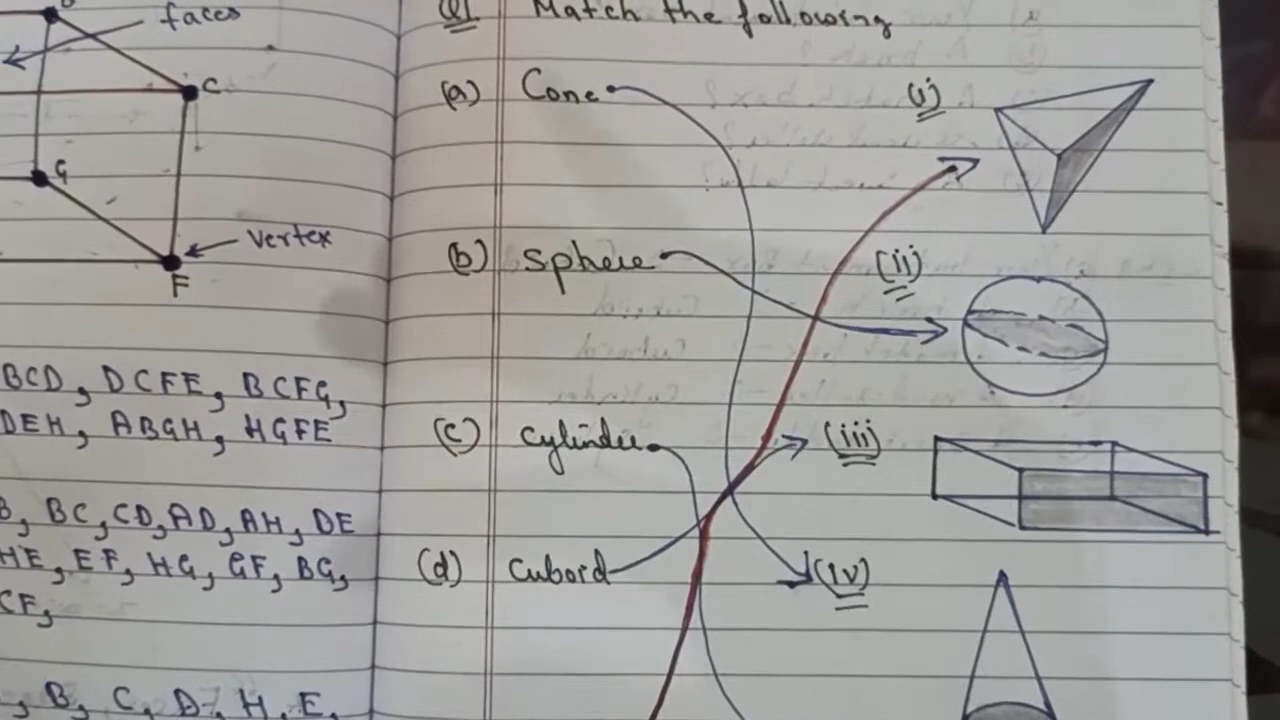 faces
C
G
Vertex
F
BCD, DCFE, BCFG,
DEH, ABGH, HGFE
B, BC, CD, AD, AH, DE
HE, EF, HG, GF, BG,
CF,
, B, C, D, H, E,
Q1 Match the following
(a) Cone
(i)
(b) Sphere
(ii)
(c) Cylinder
(iii)
(d) Cuboid
(iv)